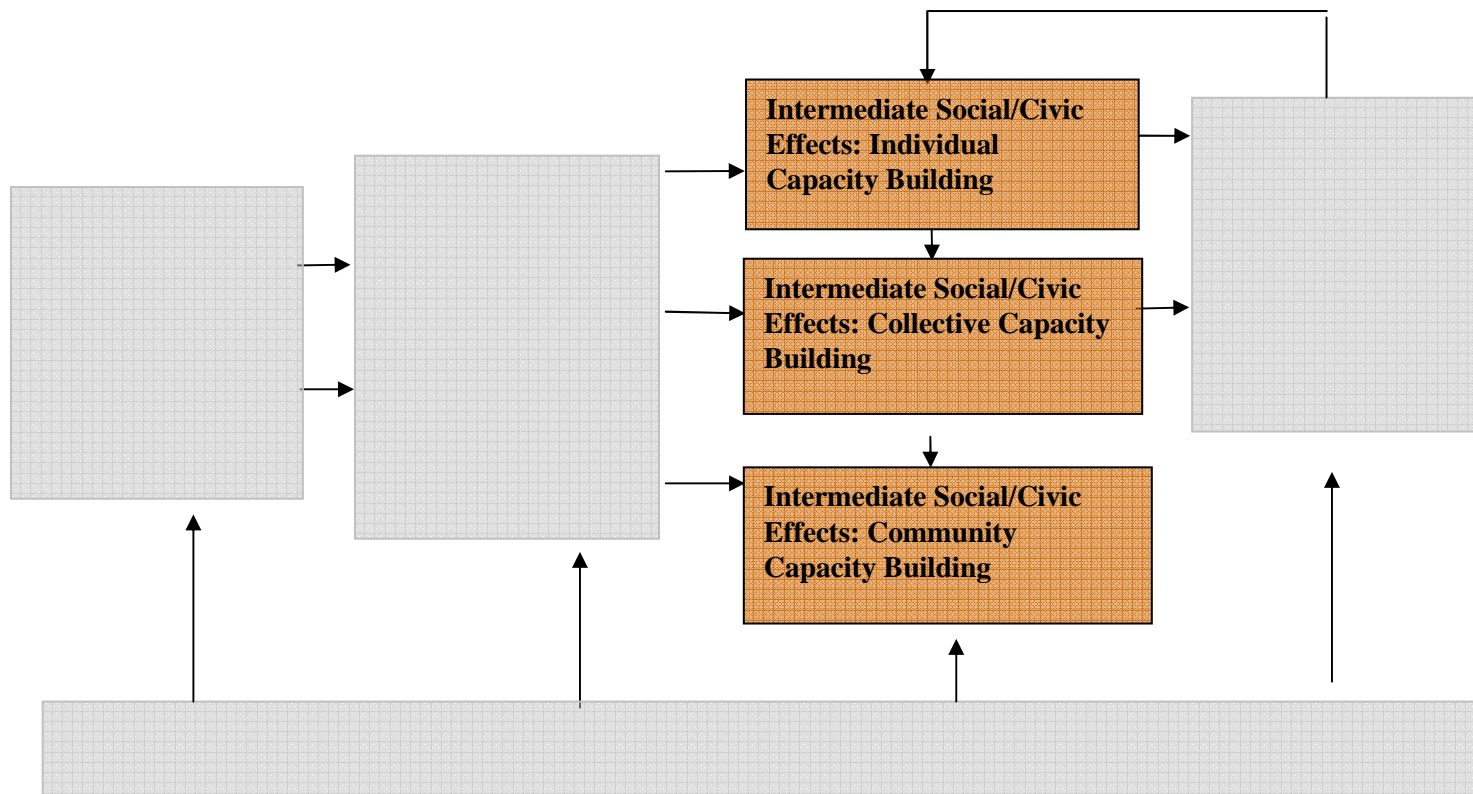 Intermediate Social/Civic
Effects: Individual
Capacity Building
Intermediate Social/Civic
Effects: Collective Capacity
Building
Intermediate Social/Civic
Effects: Community
Capacity Building